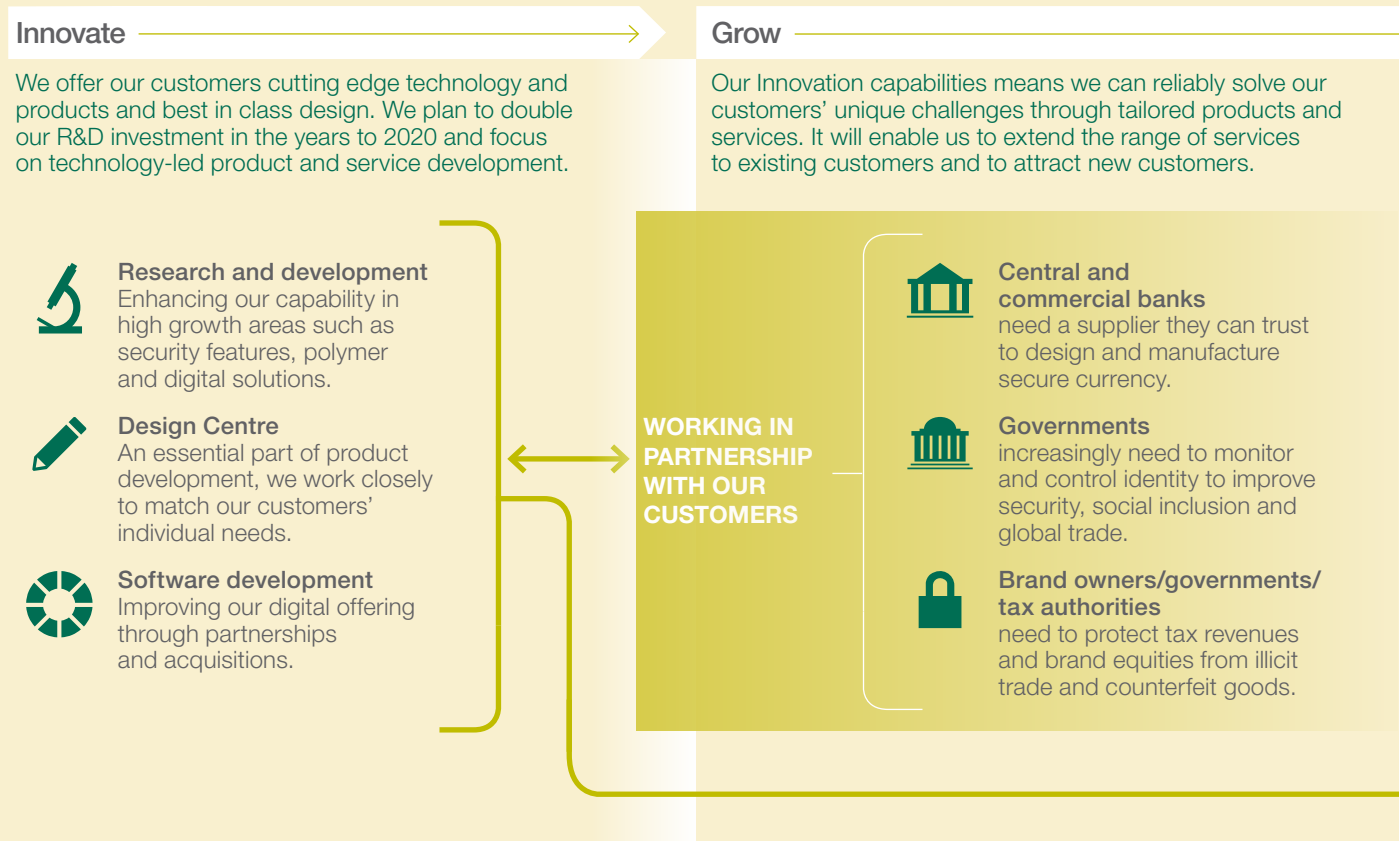 Innovate
We offer our customers cutting edge technology and
products and best in class design. We plan to double
our R&D investment in the years to 2020 and focus
on technology-led product and service development.
Research and development
Enhancing our capability in
high growth areas such as
security features, polymer
and digital solutions.
Design Centre
An essential part of product
development, we work closely
to match our customers’
individual needs.
Software development
Improving our digital offering
through partnerships
and acquisitions.
Grow
Our Innovation capabilities means we can reliably solve our
customers’ unique challenges through tailored products and
services. It will enable us to extend the range of services
to existing customers and to attract new customers.
WORKING IN
PARTNERSHIP
WITH OUR
CUSTOMERS
Central and
commercial banks
need a supplier they can trust
to design and manufacture
secure currency.
Governments
increasingly need to monitor
and control identity to improve
security, social inclusion and
global trade.
Brand owners/governments/
tax authorities
need to protect tax revenues
and brand equities from illicit
trade and counterfeit goods.